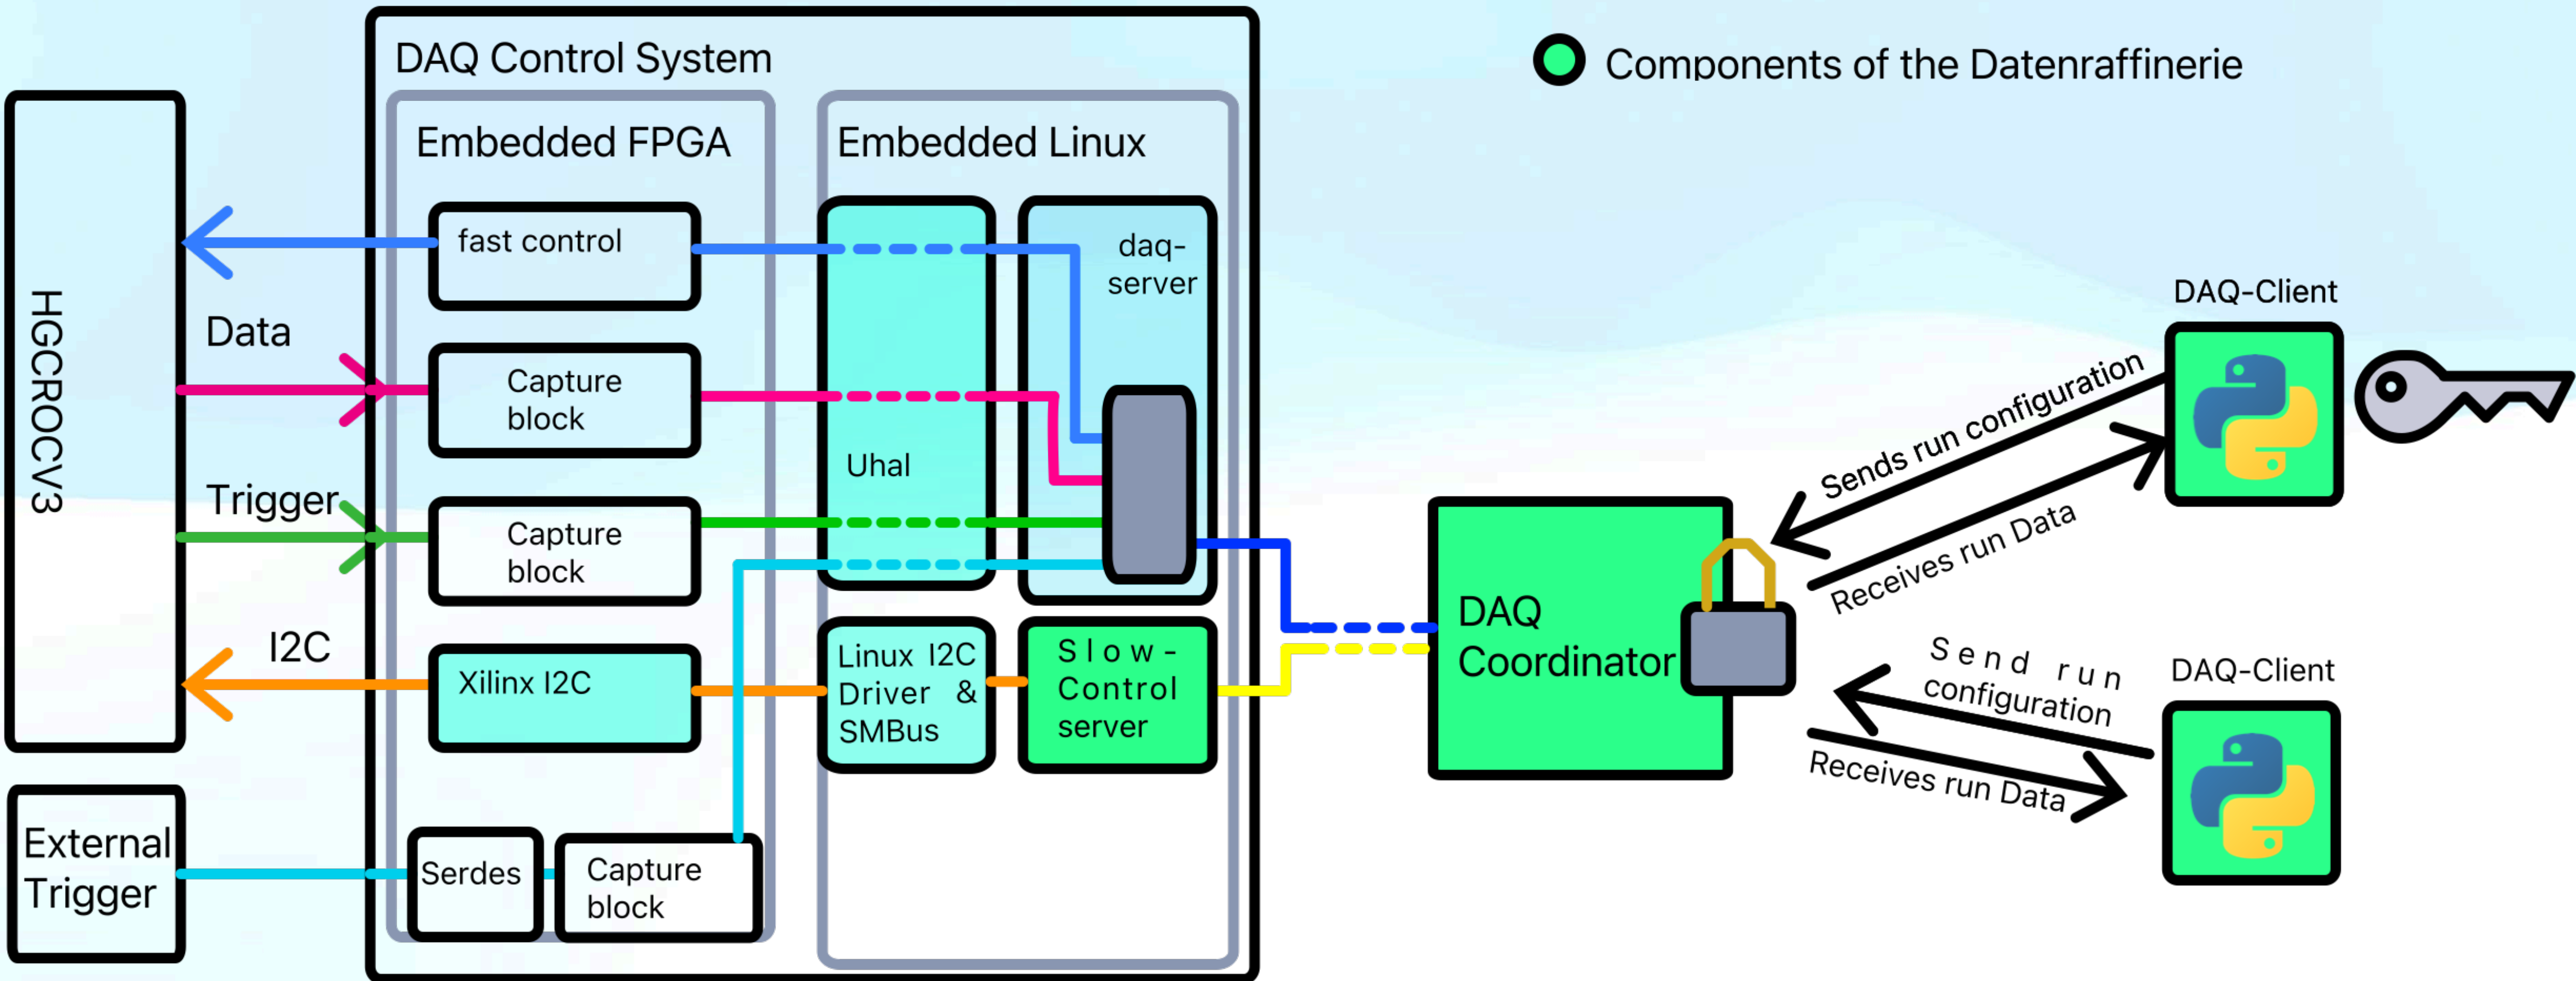 DAQ Control System
Components of the Datenraffinerie
Embedded FPGA
Embedded Linux
HGCROCV3
fast control
daq-
server
Data
Capture
block
Uhal
Trigger
Capture
block
I2C
Xilinx I2C
Linux I2C
Driver &
SMBus
Slow-
Control
server
External
Trigger
Serdes
Capture
block
DAQ
Coordinator
DAQ-Client
Sends run configuration
Receives run Data
Send run
configuration
Receives run Data
DAQ-Client